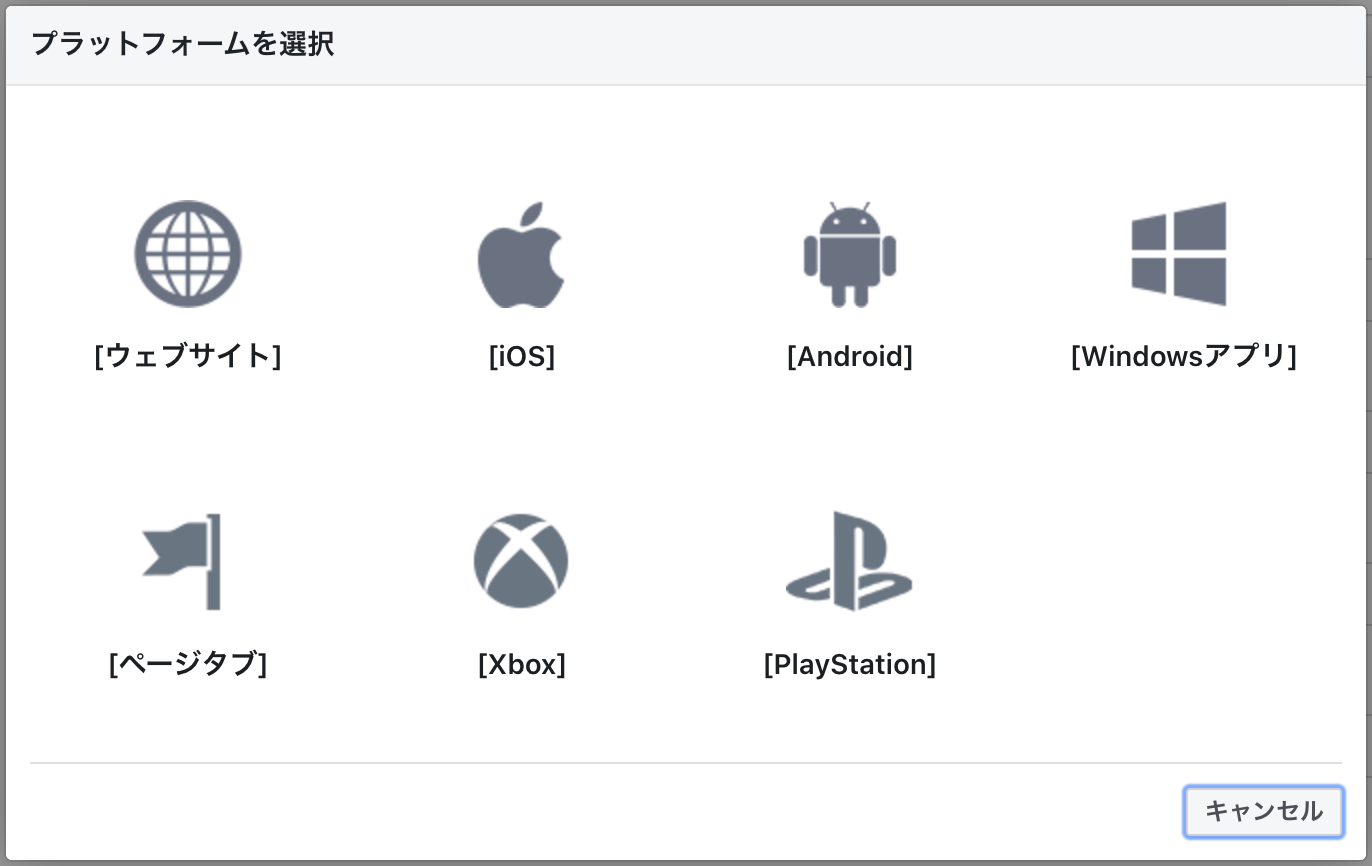 プラットフォームを選択
[ウェブサイト]
[iOS]
[Android]
[Windowsアプリ]
[ページタブ]
[Xbox]
[PlayStation]
キャンセル